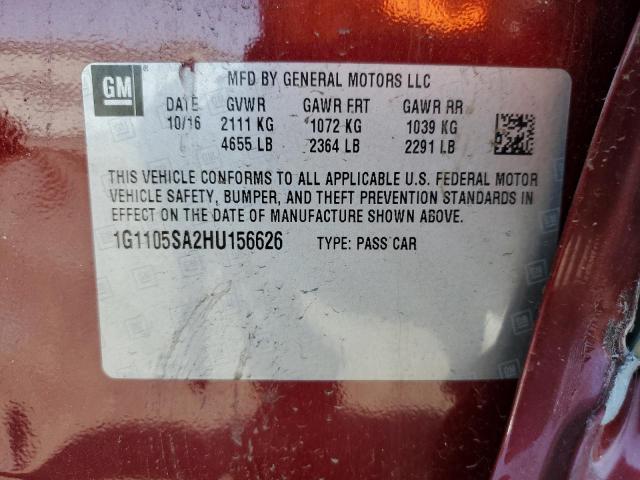 GM ®
MFD BY GENERAL MOTORS LLC
DATE GVWR GAWR FRT GAWR RR
10/16 2111 KG 1072 KG 1039 KG
4655 LB 2364 LB 2291 LB
THIS VEHICLE CONFORMS TO ALL APPLICABLE U.S. FEDERAL MOTOR
VEHICLE SAFETY, BUMPER, AND THEFT PREVENTION STANDARDS IN
EFFECT ON THE DATE OF MANUFACTURE SHOWN ABOVE.
1G1105SA2HU156626 TYPE: PASS CAR